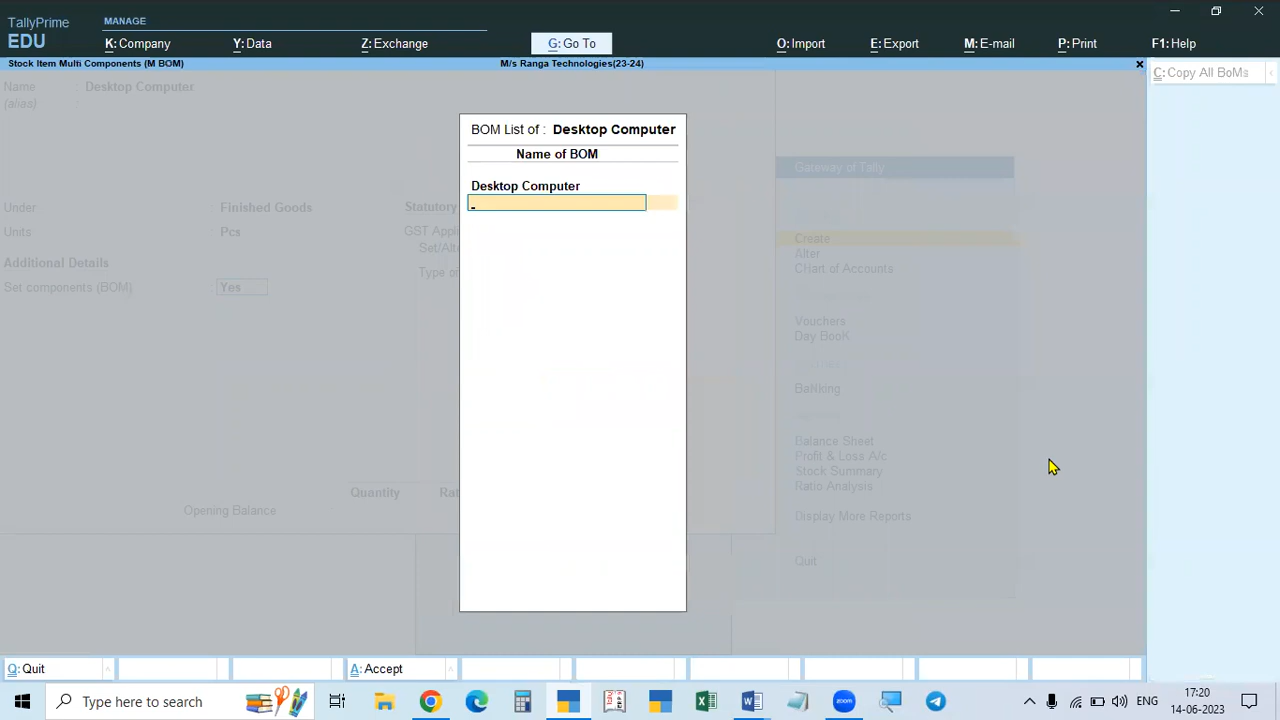 TallyPrime
EDU
MANAGE
K:Company
Y:Data
Z:Exchange
G: Go To
O:Import
E:Export
M:E-mail
P:Print
F1:Help
Stock Item Multi Components (M BOM)
M/s Ranga Technologies(23-24)
×
C:Copy All BoMs
Name : Desktop Computer
(alias) :
BOM List of : Desktop Computer
Name of BOM
Desktop Computer
Under : Finished Goods
Units : Pcs
Additional Details
Set components (BOM) : Yes
Statutory
GST Appli
Set/Alte
Type o
Gateway of Tally
Create
Alter
CHart of Accounts
Vouchers
Day BooK
BaNking
Balance Sheet
Profit & Loss A/c
Stock Summary
Ratio Analysis
Display More Reports
Quit
Quantity
Rat
Opening Balance
Q: Quit
A: Accept
Type here to search
ENG
17:20
14-06-2023